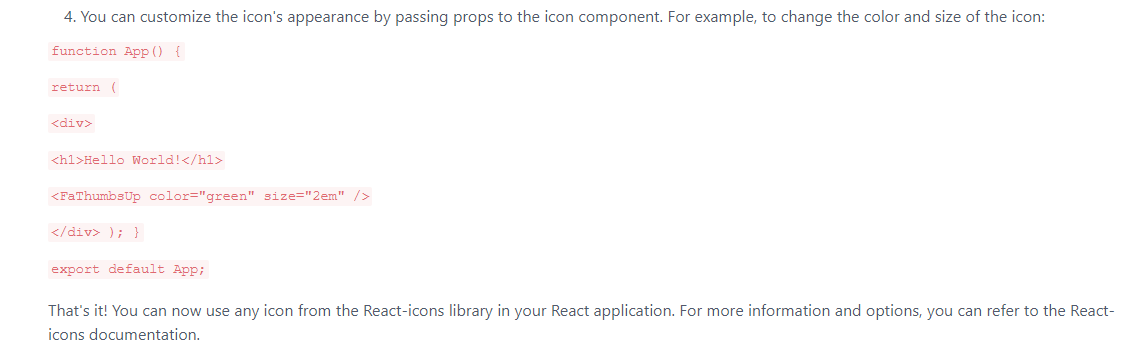 4. You can customize the icon's appearance by passing props to the icon component. For example, to change the color and size of the icon:
function App() {
return (
<div>
<h1>Hello World!</h1>
<FaThumbsUp color="green" size="2em" />
</div> ); }
export default App;
That's it! You can now use any icon from the React-icons library in your React application. For more information and options, you can refer to the React-
icons documentation.